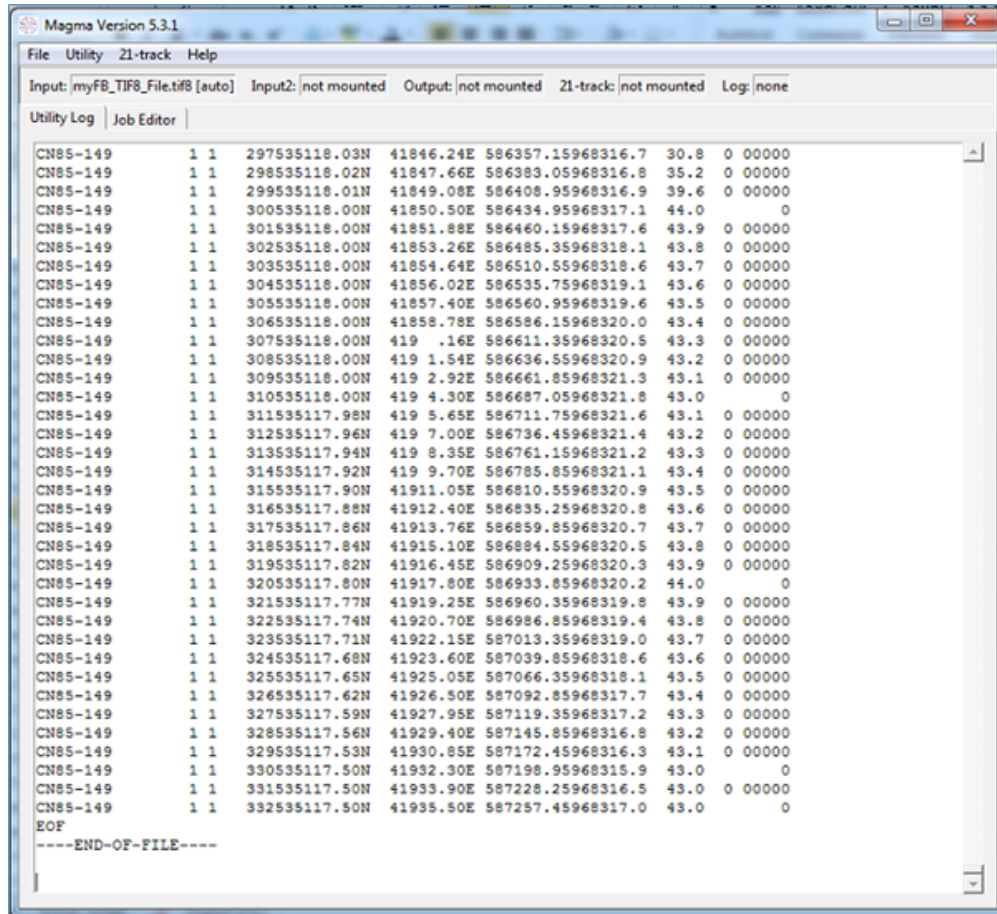 Magma Version 5.3.1
File Utility 21-track Help
Input: myFB_TIF8_File.tif8 [auto] Input2: not mounted Output: not mounted 21-track: not mounted Log: none
Utility Log Job Editor
CN85-149 1 1 297535118.03N 41846.24E 586357.15968316.7 30.8 0 00000
CN85-149 1 1 298535118.02N 41847.66E 586383.05968316.8 35.2 0 00000
CN85-149 1 1 299535118.01N 41849.08E 586408.95968316.9 39.6 0 00000
CN85-149 1 1 300535118.00N 41850.50E 586434.95968317.1 44.0 0
CN85-149 1 1 301535118.00N 41851.88E 586460.15968317.6 43.9 0 00000
CN85-149 1 1 302535118.00N 41853.26E 586485.35968318.1 43.8 0 00000
CN85-149 1 1 303535118.00N 41854.64E 586510.55968318.6 43.7 0 00000
CN85-149 1 1 304535118.00N 41856.02E 586535.75968319.1 43.6 0 00000
CN85-149 1 1 305535118.00N 41857.40E 586560.95968319.6 43.5 0 00000
CN85-149 1 1 306535118.00N 41858.78E 586586.15968320.0 43.4 0 00000
CN85-149 1 1 307535118.00N 419 .16E 586611.35968320.5 43.3 0 00000
CN85-149 1 1 308535118.00N 419 1.54E 586636.55968320.9 43.2 0 00000
CN85-149 1 1 309535118.00N 419 2.92E 586661.85968321.3 43.1 0 00000
CN85-149 1 1 310535118.00N 419 4.30E 586687.05968321.8 43.0 0
CN85-149 1 1 311535117.98N 419 5.65E 586711.75968321.6 43.1 0 00000
CN85-149 1 1 312535117.96N 419 7.00E 586736.45968321.4 43.2 0 00000
CN85-149 1 1 313535117.94N 419 8.35E 586761.15968321.2 43.3 0 00000
CN85-149 1 1 314535117.92N 419 9.70E 586785.85968321.1 43.4 0 00000
CN85-149 1 1 315535117.90N 41911.05E 586810.55968320.9 43.5 0 00000
CN85-149 1 1 316535117.88N 41912.40E 586835.25968320.8 43.6 0 00000
CN85-149 1 1 317535117.86N 41913.76E 586859.85968320.7 43.7 0 00000
CN85-149 1 1 318535117.84N 41915.10E 586884.55968320.5 43.8 0 00000
CN85-149 1 1 319535117.82N 41916.45E 586909.25968320.3 43.9 0 00000
CN85-149 1 1 320535117.80N 41917.80E 586933.85968320.2 44.0 0
CN85-149 1 1 321535117.77N 41919.25E 586960.35968319.8 43.9 0 00000
CN85-149 1 1 322535117.74N 41920.70E 586986.85968319.4 43.8 0 00000
CN85-149 1 1 323535117.71N 41922.15E 587013.35968319.0 43.7 0 00000
CN85-149 1 1 324535117.68N 41923.60E 587039.85968318.6 43.6 0 00000
CN85-149 1 1 325535117.65N 41925.05E 587066.35968318.1 43.5 0 00000
CN85-149 1 1 326535117.62N 41926.50E 587092.85968317.7 43.4 0 00000
CN85-149 1 1 327535117.59N 41927.95E 587119.35968317.2 43.3 0 00000
CN85-149 1 1 328535117.56N 41929.40E 587145.85968316.8 43.2 0 00000
CN85-149 1 1 329535117.53N 41930.85E 587172.45968316.3 43.1 0 00000
CN85-149 1 1 330535117.50N 41932.30E 587198.95968315.9 43.0 0
CN85-149 1 1 331535117.50N 41933.90E 587228.25968316.5 43.0 0 00000
CN85-149 1 1 332535117.50N 41935.50E 587257.45968317.0 43.0 0
EOF
----END-OF-FILE----